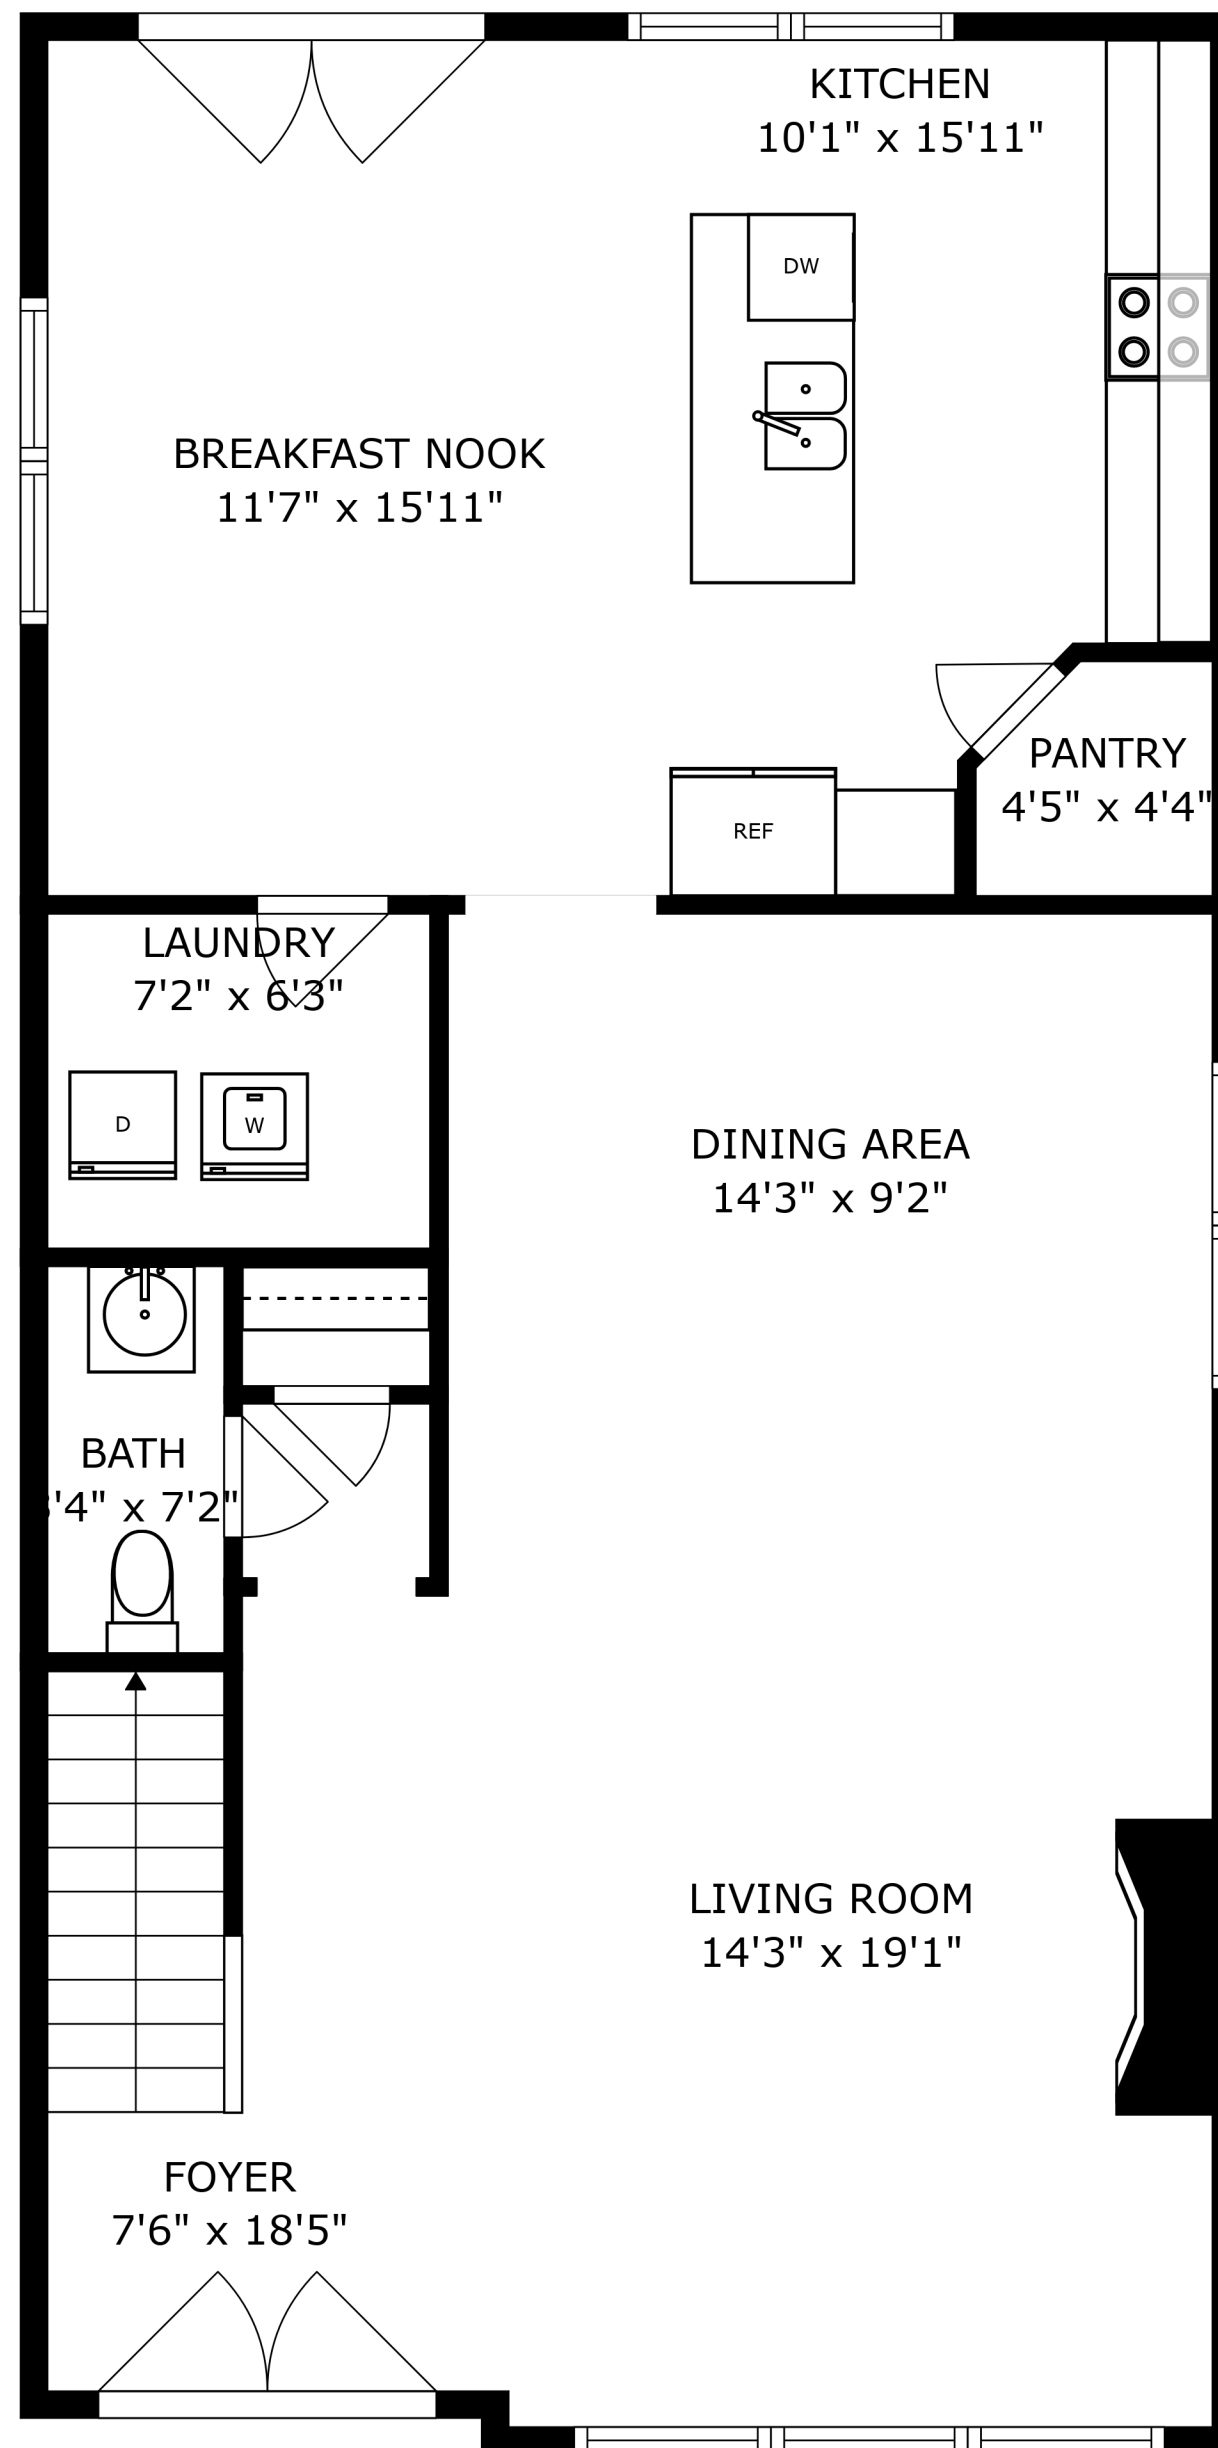 KITCHEN
10'1" x 15'11"
DW
BREAKFAST NOOK
11'7" x 15'11"
PANTRY
4'5" x 4'4"
REF
LAUNDRY
7'2" x 6'3"
D
W
DINING AREA
14'3" x 9'2"
BATH
'4" x 7'2"
LIVING ROOM
14'3" x 19'1"
FOYER
7'6" x 18'5"